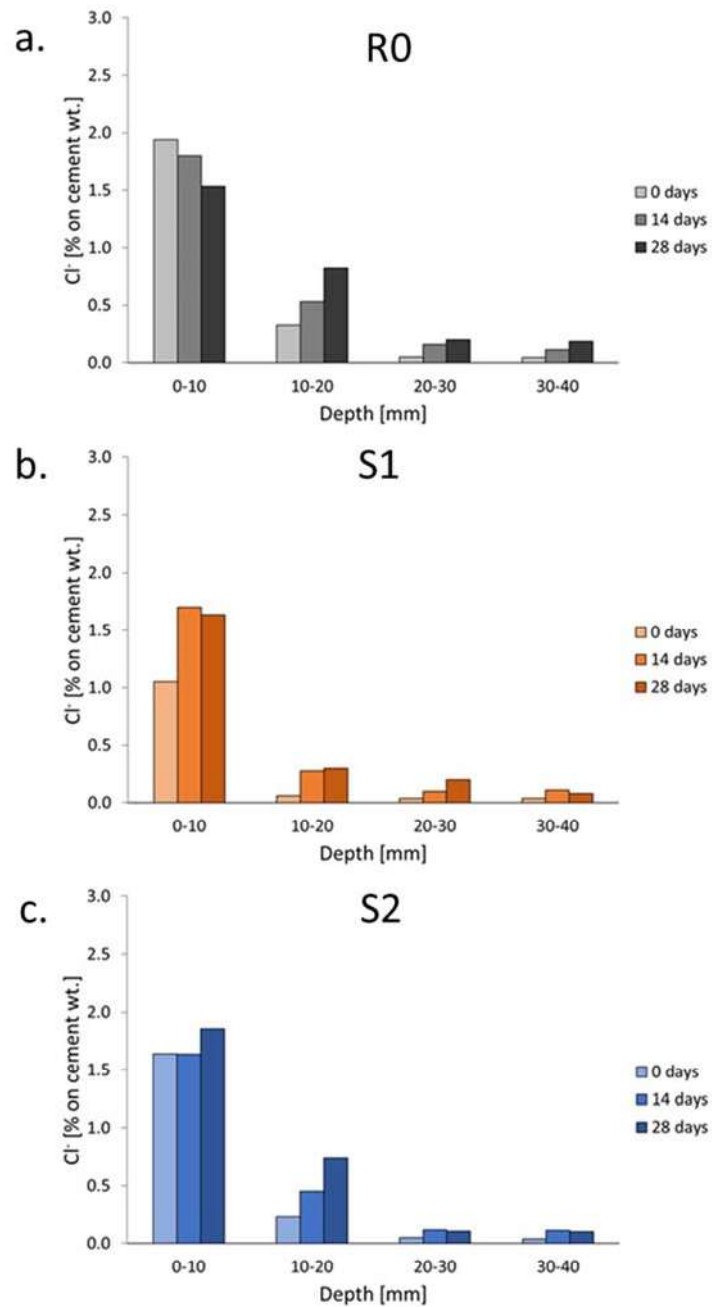 a.
R0
3.0
2.5
2.0
1.5
1.0
0.5
0.0
Cl⁻ [% on cement wt.]
0-10 10-20 20-30 30-40
Depth [mm]
0 days
14 days
28 days
b.
S1
3.0
2.5
2.0
1.5
1.0
0.5
0.0
Cl⁻ [% on cement wt.]
0-10 10-20 20-30 30-40
Depth [mm]
0 days
14 days
28 days
c.
S2
3.0
2.5
2.0
1.5
1.0
0.5
0.0
Cl⁻ [% on cement wt.]
0-10 10-20 20-30 30-40
Depth [mm]
0 days
14 days
28 days